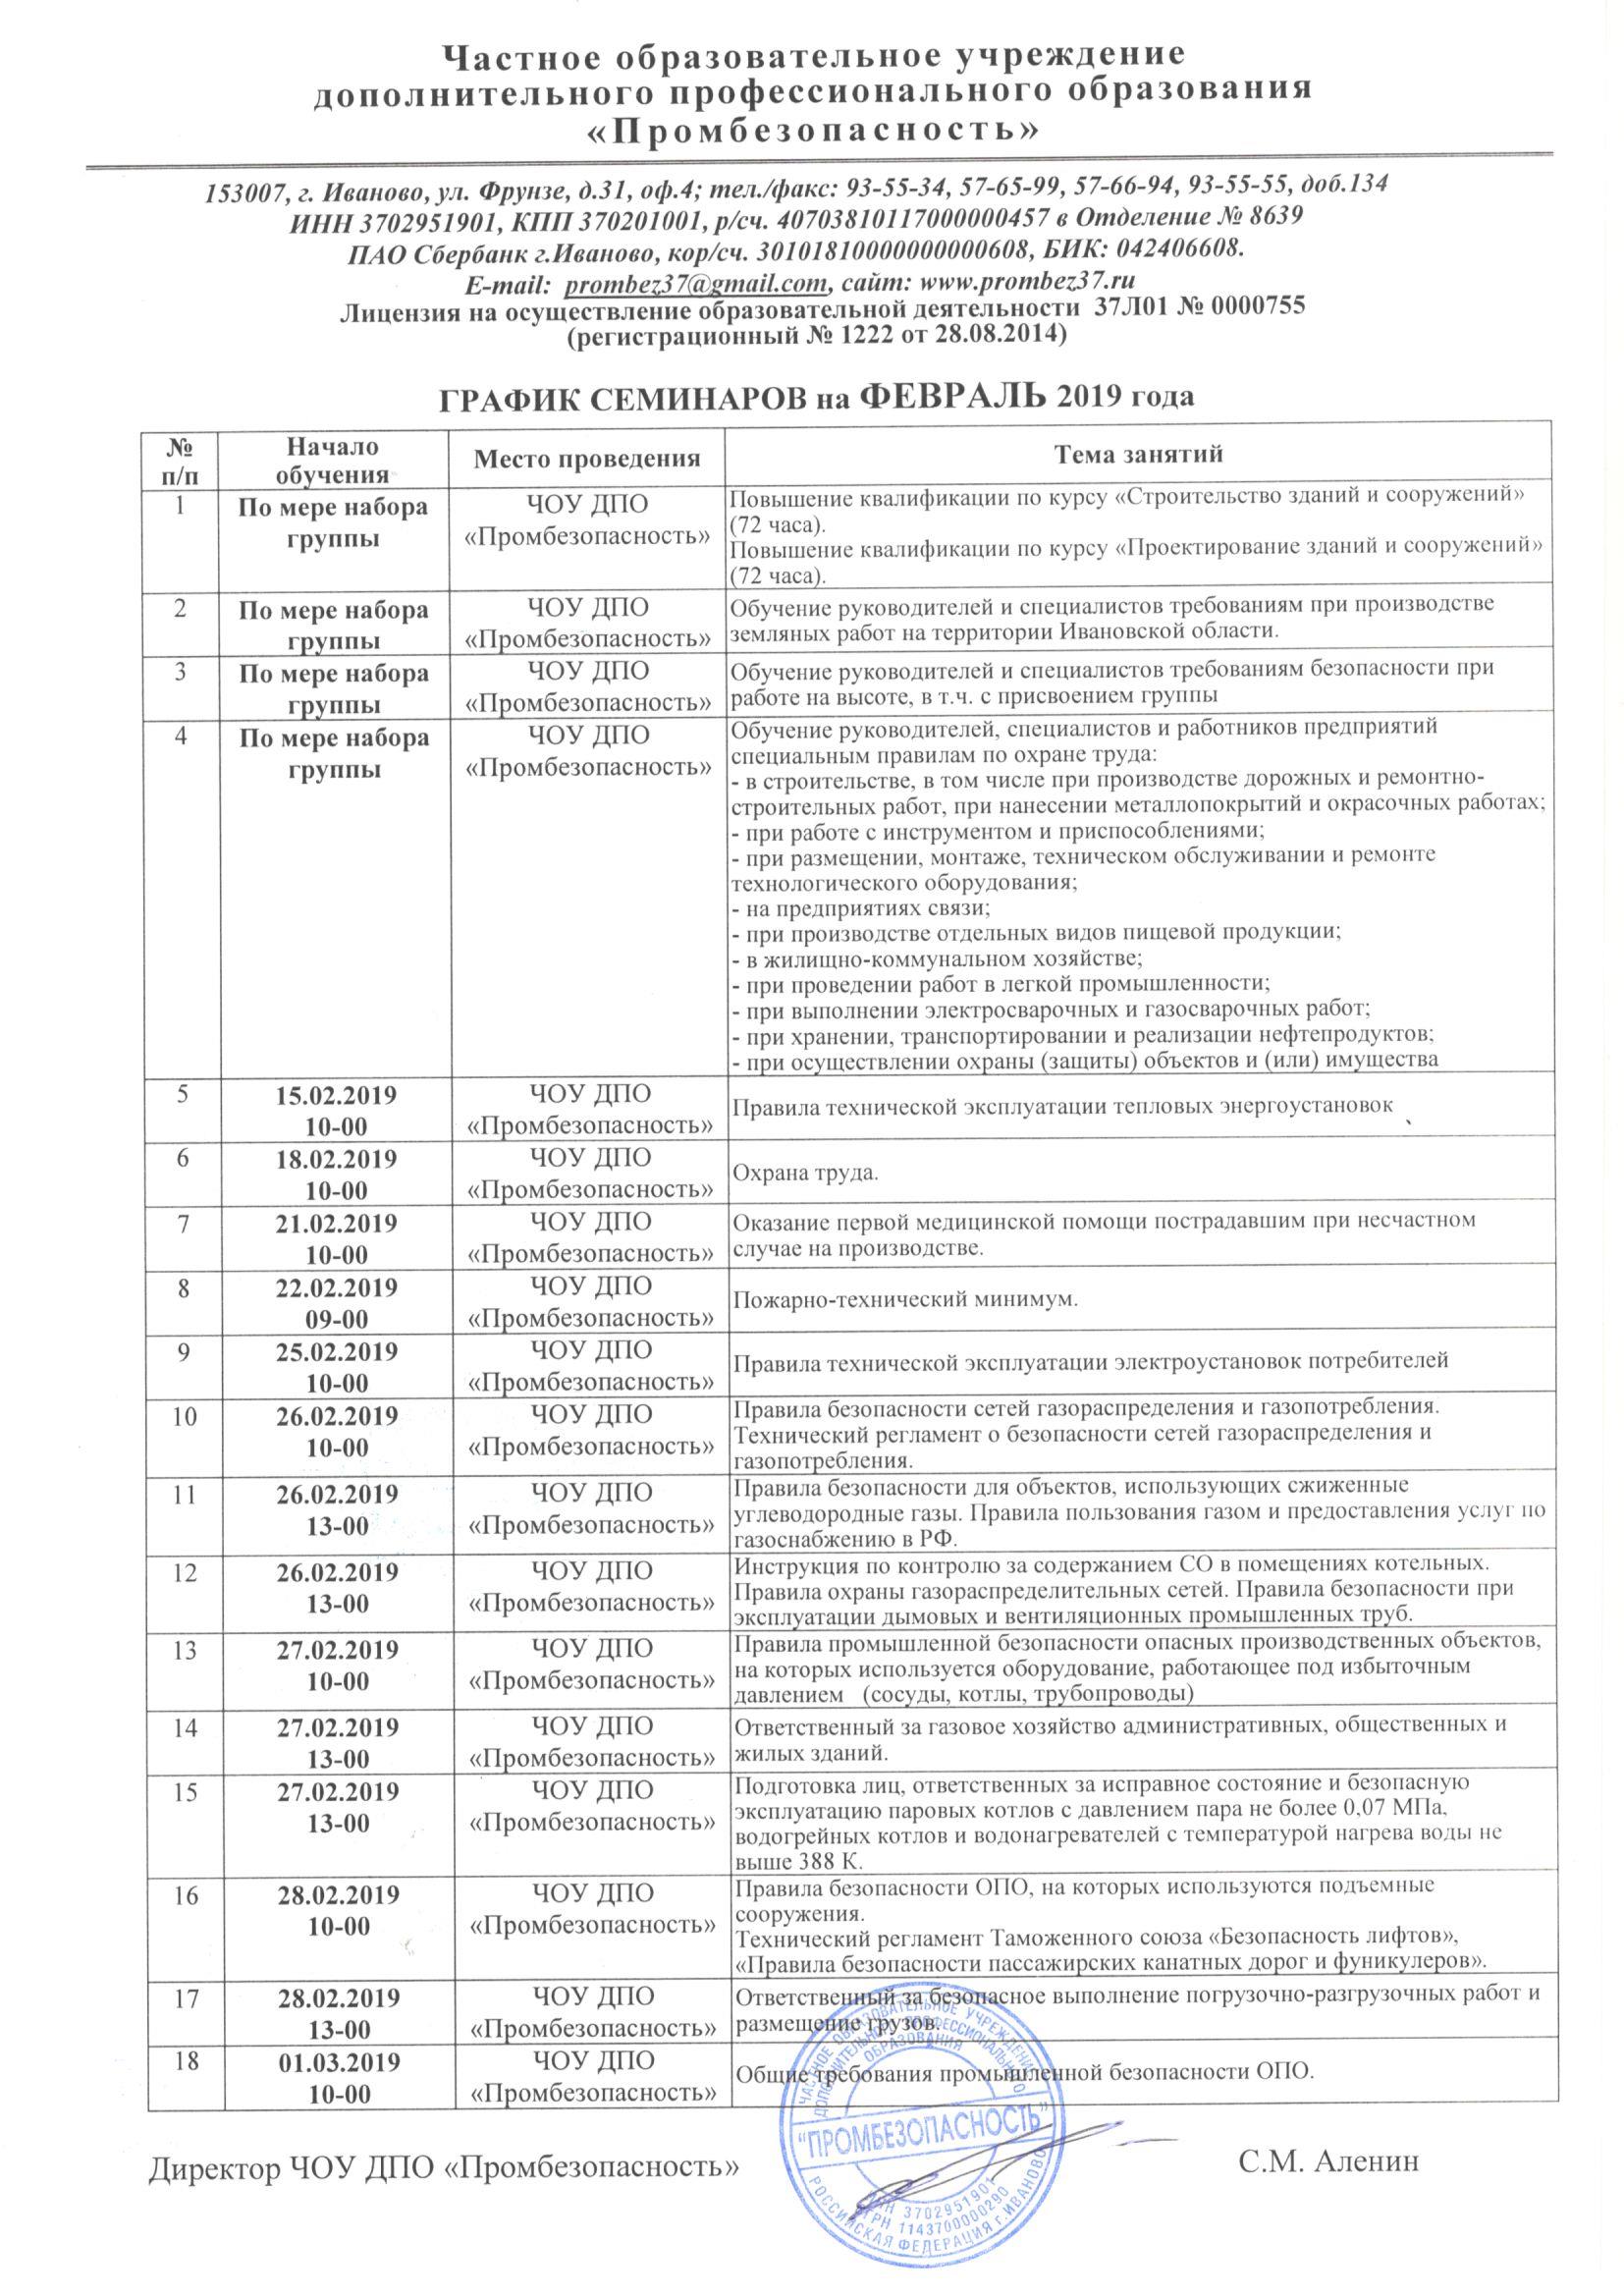 Частное образовательное учреждение
дополнительного профессионального образования
«Промбезопасность»
153007, г. Иваново, ул. Фрунзе, д.31, оф.4; тел./факс: 93-55-34, 57-65-99, 57-66-94, 93-55-55, доб.134
ИНН 3702951901, КПП 370201001, р/сч. 40703810117000000457 в Отделение № 8639
ПАО Сбербанк г.Иваново, кор/сч. 30101810000000000608, БИК: 042406608.
E-mail: prombez37@gmail.com, сайт: www.prombez37.ru
Лицензия на осуществление образовательной деятельности 37Л01 № 0000755
(регистрационный № 1222 от 28.08.2014)
ГРАФИК СЕМИНАРОВ на ФЕВРАЛЬ 2019 года
№ п/п
Начало обучения
Место проведения
Тема занятий
1
По мере набора
группы
ЧОУ ДПО
«Промбезопасность»
Повышение квалификации по курсу «Строительство зданий и сооружений»
(72 часа).
Повышение квалификации по курсу «Проектирование зданий и сооружений»
(72 часа).
2
По мере набора
группы
ЧОУ ДПО
«Промбезопасность»
Обучение руководителей и специалистов требованиям при производстве
земляных работ на территории Ивановской области.
3
По мере набора
группы
ЧОУ ДПО
«Промбезопасность»
Обучение руководителей и специалистов требованиям безопасности при
работе на высоте, в т.ч. с присвоением группы
4
По мере набора
группы
ЧОУ ДПО
«Промбезопасность»
Обучение руководителей, специалистов и работников предприятий
специальным правилам по охране труда:
- в строительстве, в том числе при производстве дорожных и ремонтно-
строительных работ, при нанесении металлопокрытий и окрасочных работах;
- при работе с инструментом и приспособлениями;
- при размещении, монтаже, техническом обслуживании и ремонте
технологического оборудования;
- на предприятиях связи;
- при производстве отдельных видов пищевой продукции;
- в жилищно-коммунальном хозяйстве;
- при проведении работ в легкой промышленности;
- при выполнении электросварочных и газосварочных работ;
- при хранении, транспортировании и реализации нефтепродуктов;
- при осуществлении охраны (защиты) объектов и (или) имущества
5
15.02.2019
10-00
ЧОУ ДПО
«Промбезопасность»
Правила технической эксплуатации тепловых энергоустановок
6
18.02.2019
10-00
ЧОУ ДПО
«Промбезопасность»
Охрана труда.
7
21.02.2019
10-00
ЧОУ ДПО
«Промбезопасность»
Оказание первой медицинской помощи пострадавшим при несчастном
случае на производстве.
8
22.02.2019
09-00
ЧОУ ДПО
«Промбезопасность»
Пожарно-технический минимум.
9
25.02.2019
10-00
ЧОУ ДПО
«Промбезопасность»
Правила технической эксплуатации электроустановок потребителей
10
26.02.2019
10-00
ЧОУ ДПО
«Промбезопасность»
Правила безопасности сетей газораспределения и газопотребления.
Технический регламент о безопасности сетей газораспределения и
газопотребления.
11
26.02.2019
13-00
ЧОУ ДПО
«Промбезопасность»
Правила безопасности для объектов, использующих сжиженные
углеводородные газы. Правила пользования газом и предоставления услуг по
газоснабжению в РФ.
12
26.02.2019
13-00
ЧОУ ДПО
«Промбезопасность»
Инструкция по контролю за содержанием СО в помещениях котельных.
Правила охраны газораспределительных сетей. Правила безопасности при
эксплуатации дымовых и вентиляционных промышленных труб.
13
27.02.2019
10-00
ЧОУ ДПО
«Промбезопасность»
Правила промышленной безопасности опасных производственных объектов,
на которых используется оборудование, работающее под избыточным
давлением (сосуды, котлы, трубопроводы)
14
27.02.2019
13-00
ЧОУ ДПО
«Промбезопасность»
Ответственный за газовое хозяйство административных, общественных и
жилых зданий.
15
27.02.2019
13-00
ЧОУ ДПО
«Промбезопасность»
Подготовка лиц, ответственных за исправное состояние и безопасную
эксплуатацию паровых котлов с давлением пара не более 0,07 МПа,
водогрейных котлов и водонагревателей с температурой нагрева воды не
выше 388 К.
16
28.02.2019
10-00
ЧОУ ДПО
«Промбезопасность»
Правила безопасности ОПО, на которых используются подъемные
сооружения.
Технический регламент Таможенного союза «Безопасность лифтов»,
«Правила безопасности пассажирских канатных дорог и фуникулеров».
17
28.02.2019
13-00
ЧОУ ДПО
«Промбезопасность»
Ответственный за безопасное выполнение погрузочно-разгрузочных работ и
размещение грузов.
18
01.03.2019
10-00
ЧОУ ДПО
«Промбезопасность»
Общие требования промышленной безопасности ОПО.
Директор ЧОУ ДПО «Промбезопасность»
С.М. Аленин
ЧАСТНОЕ ОБРАЗОВАТЕЛЬНОЕ УЧРЕЖДЕНИЕ
ДОПОЛНИТЕЛЬНОГО ПРОФЕССИОНАЛЬНОГО
ОБРАЗОВАНИЯ
"ПРОМБЕЗОПАСНОСТЬ"
ИНН 3702951901
ОГРН 1143700000290
РОССИЙСКАЯ ФЕДЕРАЦИЯ г.ИВАНОВО